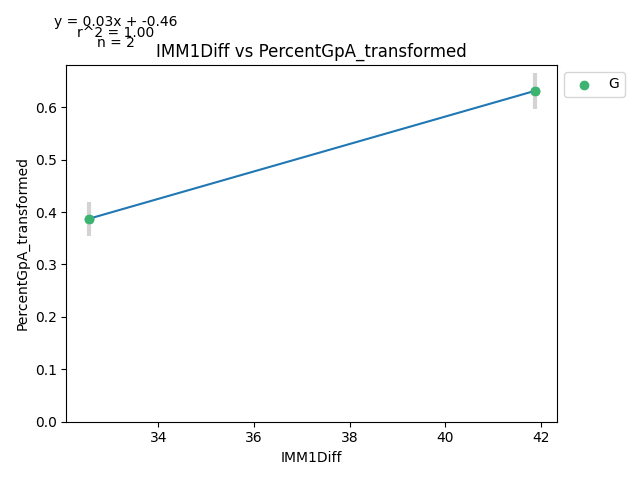 y = 0.03x + -0.46
r^2 = 1.00
n = 2
IMM1Diff vs PercentGpA_transformed
G
PercentGpA_transformed
0.6
0.5
0.4
0.3
0.2
0.1
0.0
34 36 38 40 42
IMM1Diff